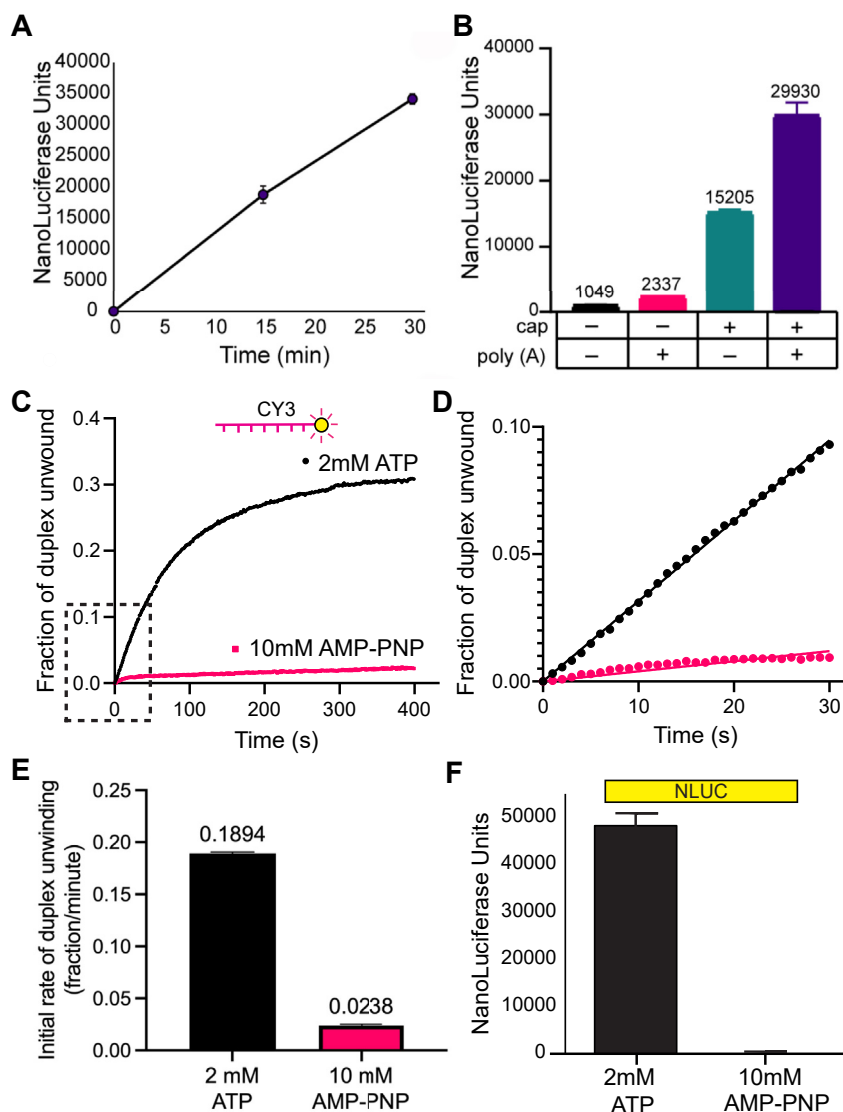 A
NanoLuciferase Units
40000
35000
30000
25000
20000
15000
10000
5000
0
0 5 10 15 20 25 30
Time (min)
B
NanoLuciferase Units
40000
30000
20000
10000
0
1049
2337
15205
29930
cap – – + +
poly (A) – + – +
C
Fraction of duplex unwound
0.4
0.3
0.2
0.1
0.0
CY3
2mM ATP
10mM AMP-PNP
0 100 200 300 400
Time (s)
D
Fraction of duplex unwound
0.10
0.05
0.00
0 10 20 30
Time (s)
E
Initial rate of duplex unwinding
(fraction/minute)
0.25
0.20
0.15
0.10
0.05
0.00
0.1894
0.0238
2 mM
ATP
10 mM
AMP-PNP
F
NanoLuciferase Units
NLUC
50000
40000
30000
20000
10000
0
2mM
ATP
10mM
AMP-PNP